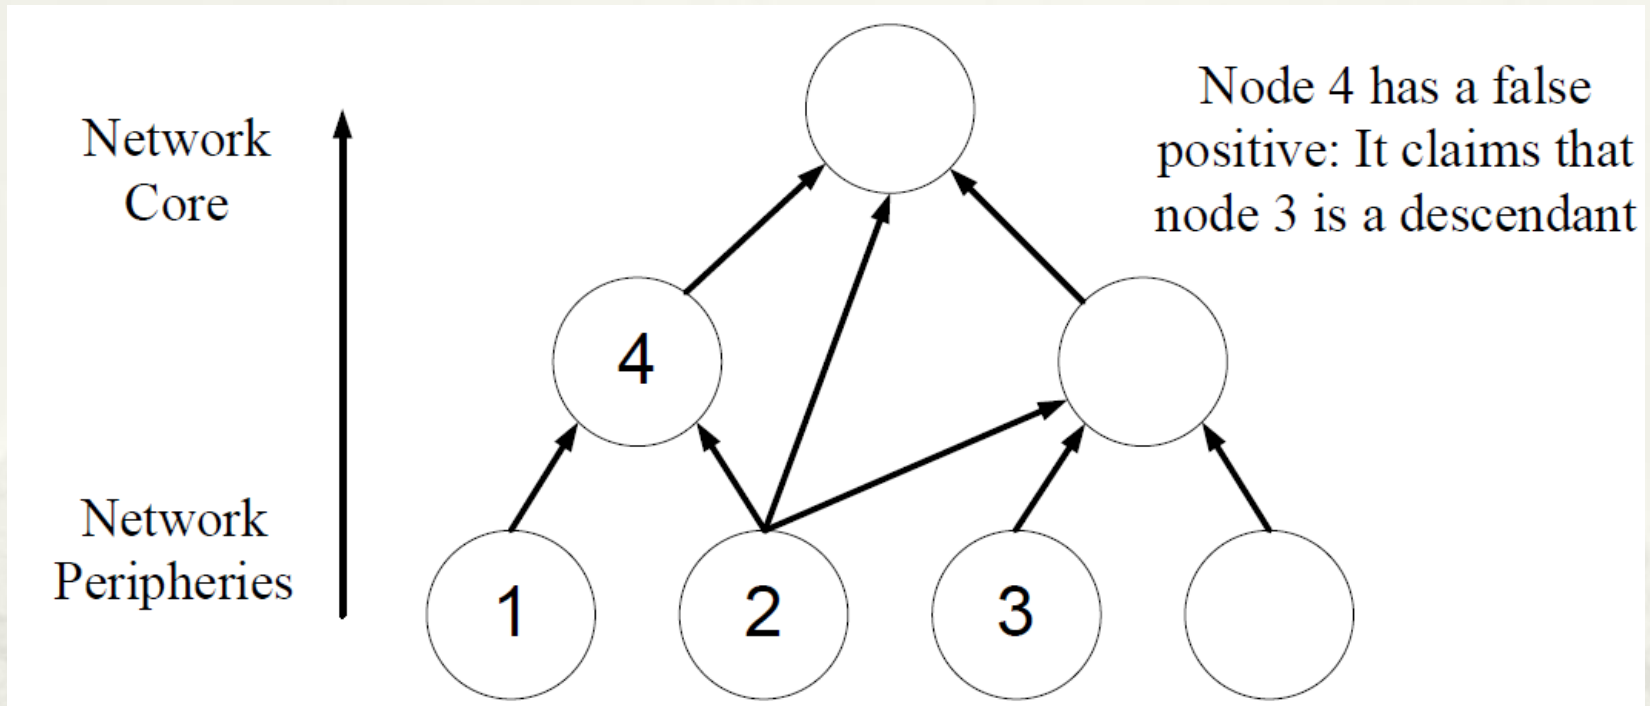 Network
Core
Node 4 has a false
positive: It claims that
node 3 is a descendant
4
Network
Peripheries
1
2
3